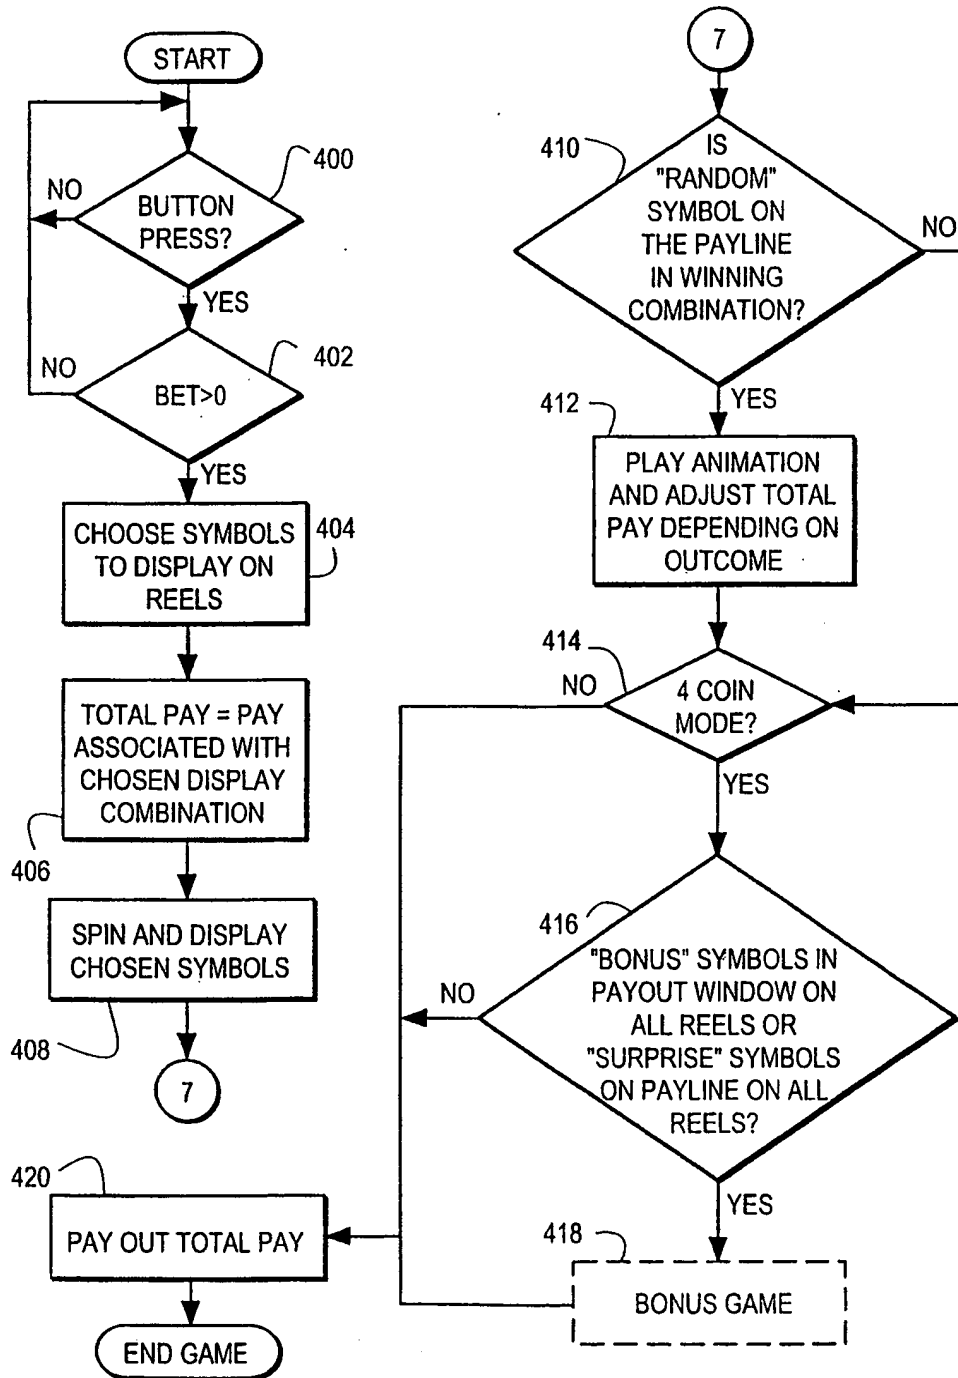 START
400
NO
BUTTON
PRESS?
YES
402
NO
BET>0
YES
CHOOSE SYMBOLS
TO DISPLAY ON
REELS
404
TOTAL PAY = PAY
ASSOCIATED WITH
CHOSEN DISPLAY
COMBINATION
406
SPIN AND DISPLAY
CHOSEN SYMBOLS
408
7
420
PAY OUT TOTAL PAY
END GAME
7
410
IS
"RANDOM"
SYMBOL ON
THE PAYLINE
IN WINNING
COMBINATION?
NO
YES
412
PLAY ANIMATION
AND ADJUST TOTAL
PAY DEPENDING ON
OUTCOME
414
NO
4 COIN
MODE?
YES
416
"BONUS" SYMBOLS IN
PAYOUT WINDOW ON
ALL REELS OR
"SURPRISE" SYMBOLS
ON PAYLINE ON ALL
REELS?
NO
YES
418
BONUS GAME